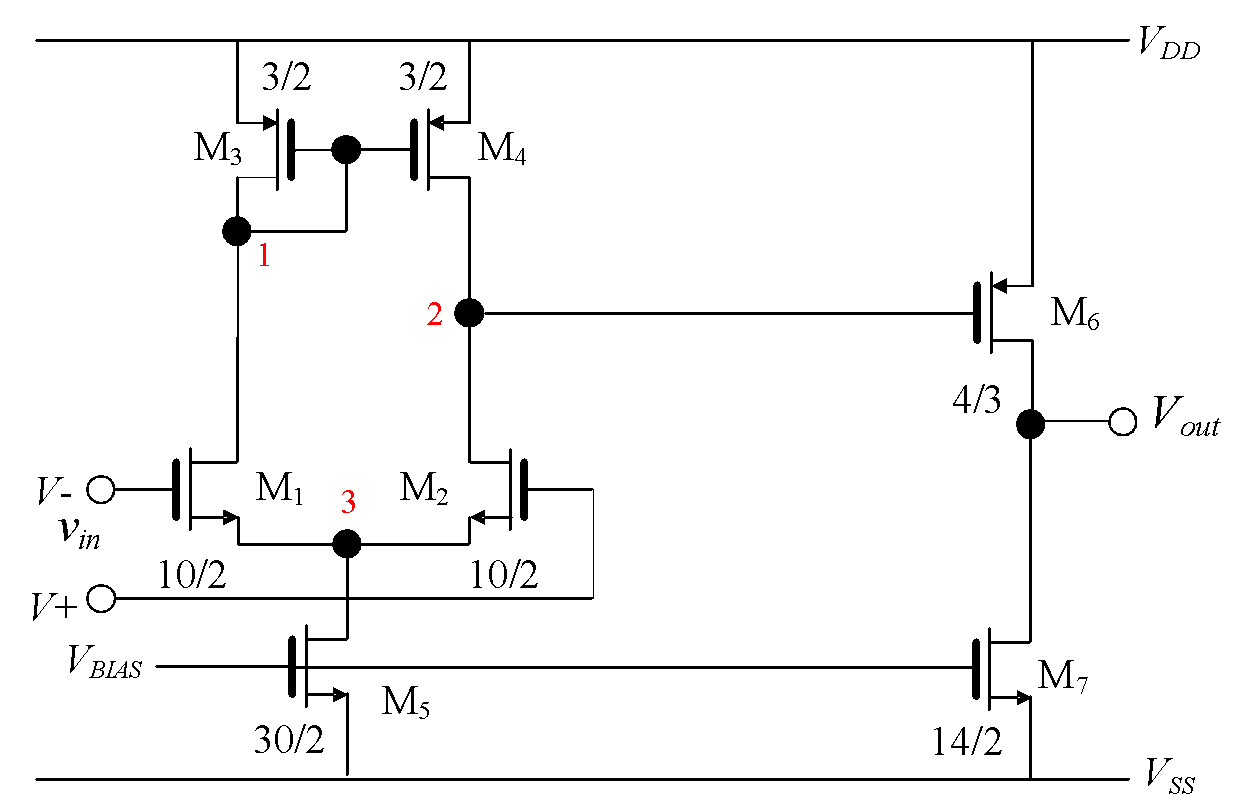 V_DD
3/2 3/2
M_3 M_4
1
2
M_6
4/3
V_out
V- M_1 M_2
3
v_in
10/2 10/2
V+
V_BIAS
M_5
M_7
30/2
14/2
V_SS